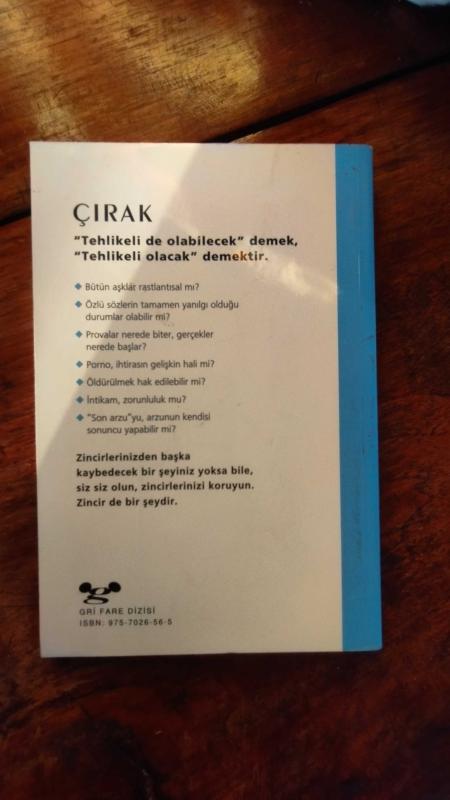 ÇIRAK
"Tehlikeli de olabilecek" demek,
"Tehlikeli olacak" demektir.
Bütün aşklar rastlantısal mı?
Özlü sözlerin tamamen yanılgı olduğu
durumlar olabilir mi?
Provalar nerede biter, gerçekler
nerede başlar?
Porno, ihtirasın gelişkin hali mi?
Öldürülmek hak edilebilir mi?
İntikam, zorunluluk mu?
"Son arzu"yu, arzunun kendisi
sonuncu yapabilir mi?
Zincirlerinizden başka
kaybedecek bir şeyiniz yoksa bile,
siz siz olun, zincirlerinizi koruyun.
Zincir de bir şeydir.
g
GRİ FARE DİZİSİ
ISBN: 975-7026-56-5